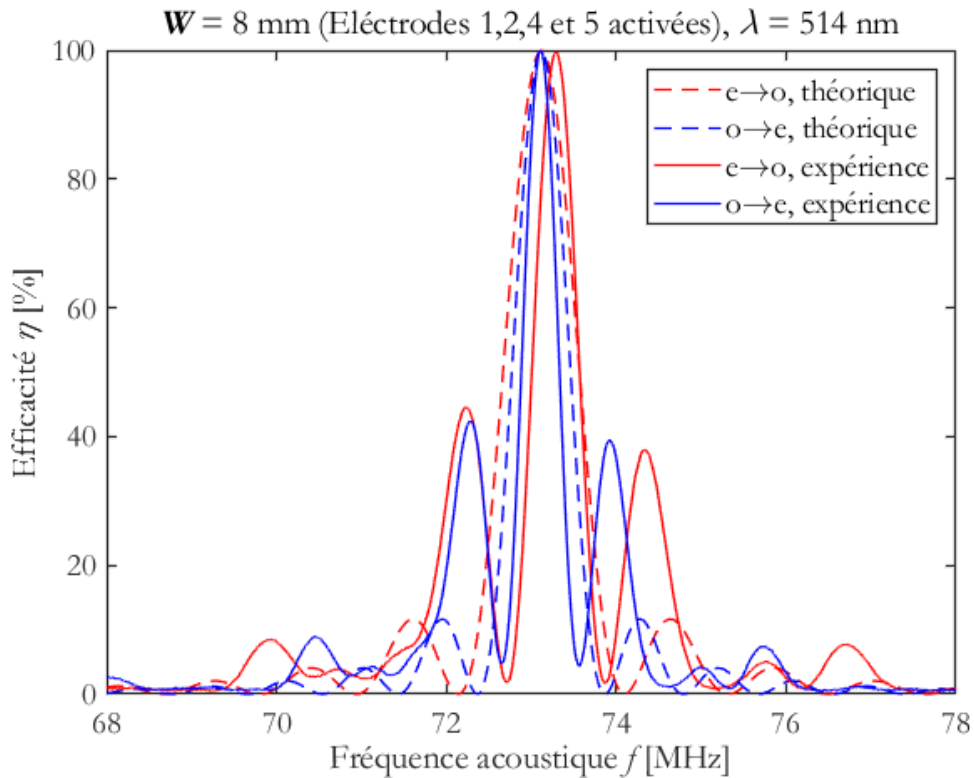 W = 8 mm (Eléctrodes 1,2,4 et 5 activées), λ = 514 nm
100
80
60
40
20
0
Efficacité η [%]
e→o, théorique
o→e, théorique
e→o, expérience
o→e, expérience
68
70
72
74
76
78
Fréquence acoustique f [MHz]